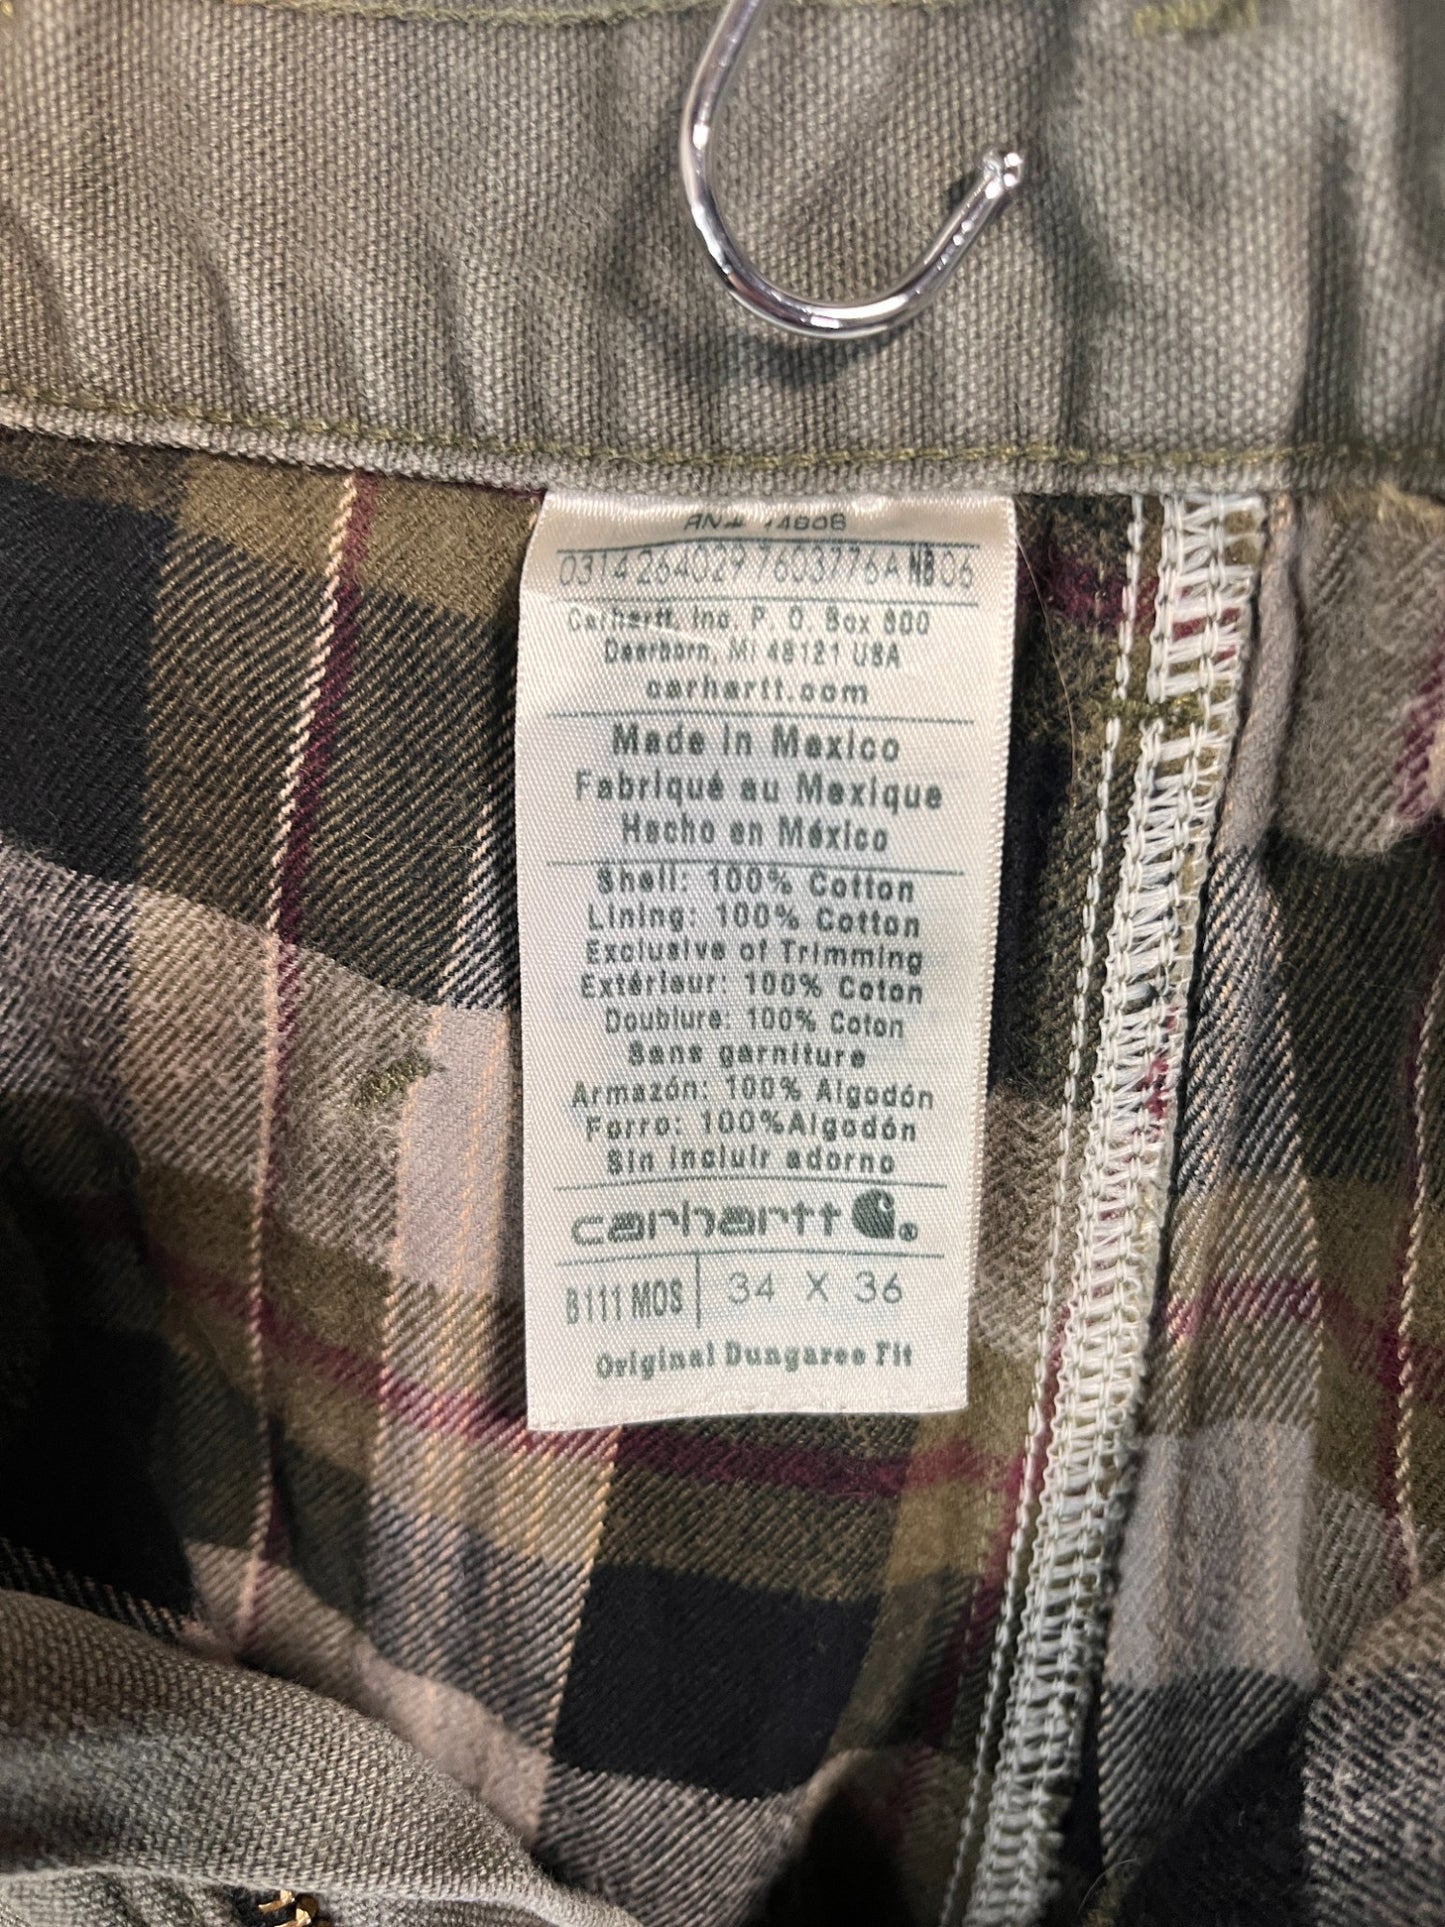 RN# 14806
03142640297603776A NB06
Carhartt, Inc. P. O. Box 600
Dearborn, MI 48121 USA
carhartt.com
Made in Mexico
Fabriqué au Mexique
Hecho en México
Shell: 100% Cotton
Lining: 100% Cotton
Exclusive of Trimming
Extérieur: 100% Coton
Doublure: 100% Coton
Sans garniture
Armazón: 100% Algodón
Forro: 100%Algodón
Sin incluir adorno
carhartt ®
B111 MOS 34 X 36
Original Dungaree Fit